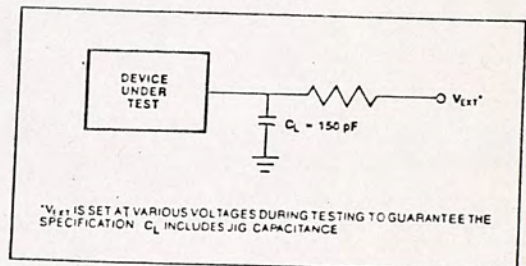 DEVICE
UNDER
TEST
VEXT*
CL = 150 pF
*VEXT IS SET AT VARIOUS VOLTAGES DURING TESTING TO GUARANTEE THE
SPECIFICATION CL INCLUDES JIG CAPACITANCE